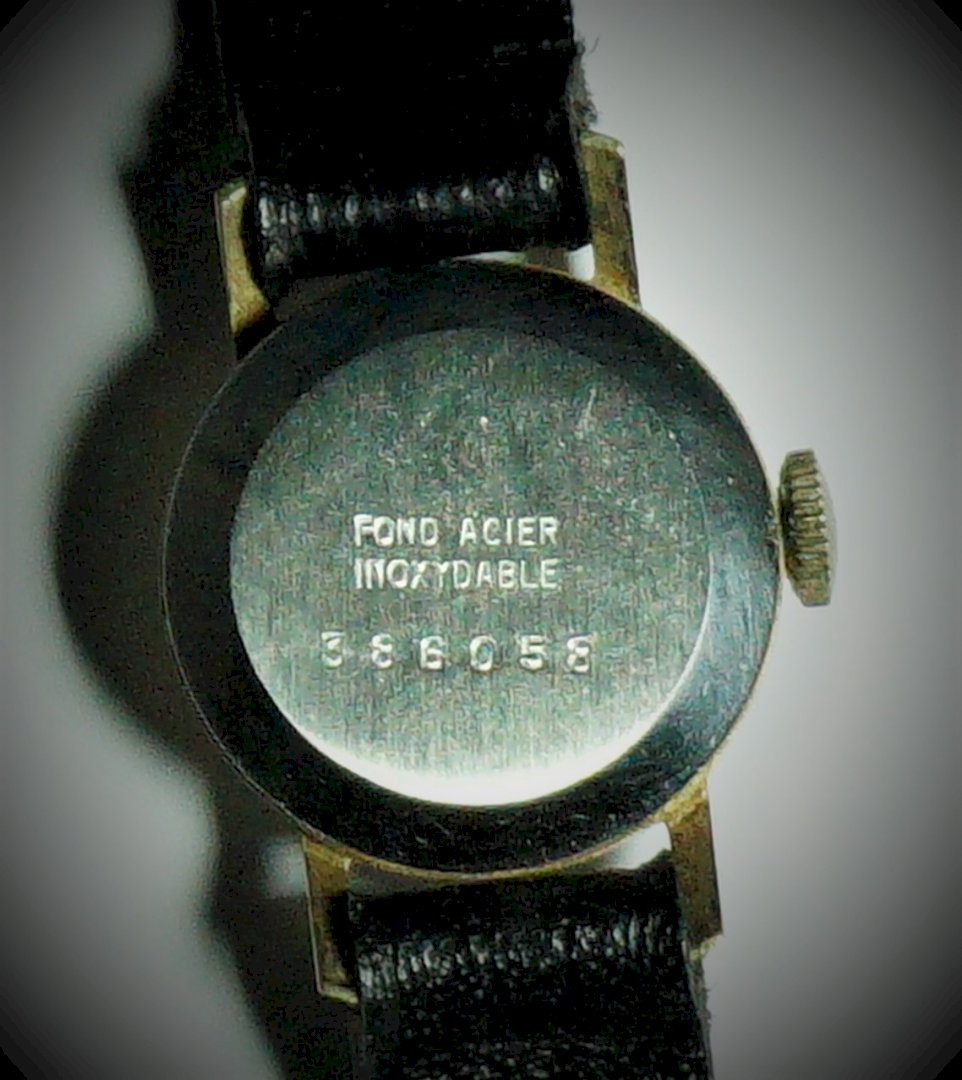 FOND ACIER
INOXYDABLE
386058